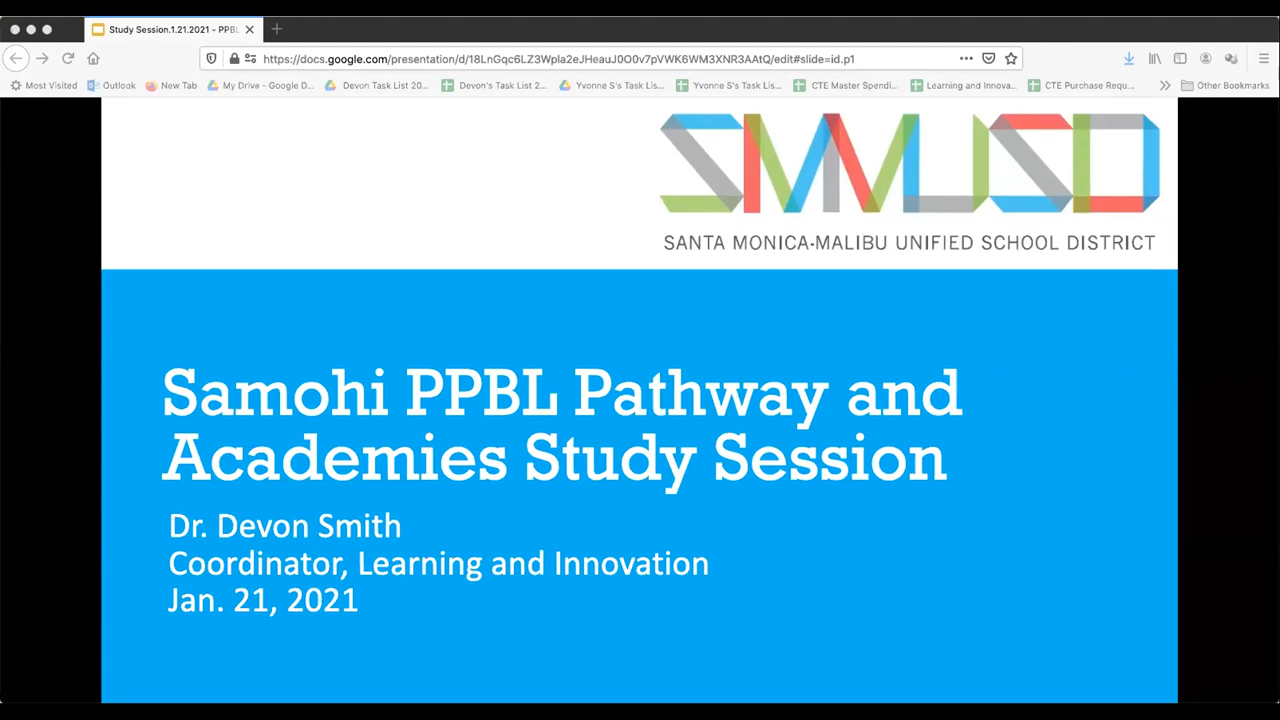 Study Session.1.21.2021 - PPBL
https://docs.google.com/presentation/d/18LnGqc6LZ3Wpla2eJHeauJ0O0v7pVWK6WM3XNR3AAtQ/edit#slide=id.p1
Most Visited Outlook New Tab My Drive - Google D... Devon Task List 20... Devon's Task List 2... Yvonne S's Task Lis... Yvonne S's Task Lis... CTE Master Spendi... Learning and Innova... CTE Purchase Requ... Other Bookmarks
SMMUSD
SANTA MONICA-MALIBU UNIFIED SCHOOL DISTRICT
Samohi PPBL Pathway and
Academies Study Session
Dr. Devon Smith
Coordinator, Learning and Innovation
Jan. 21, 2021